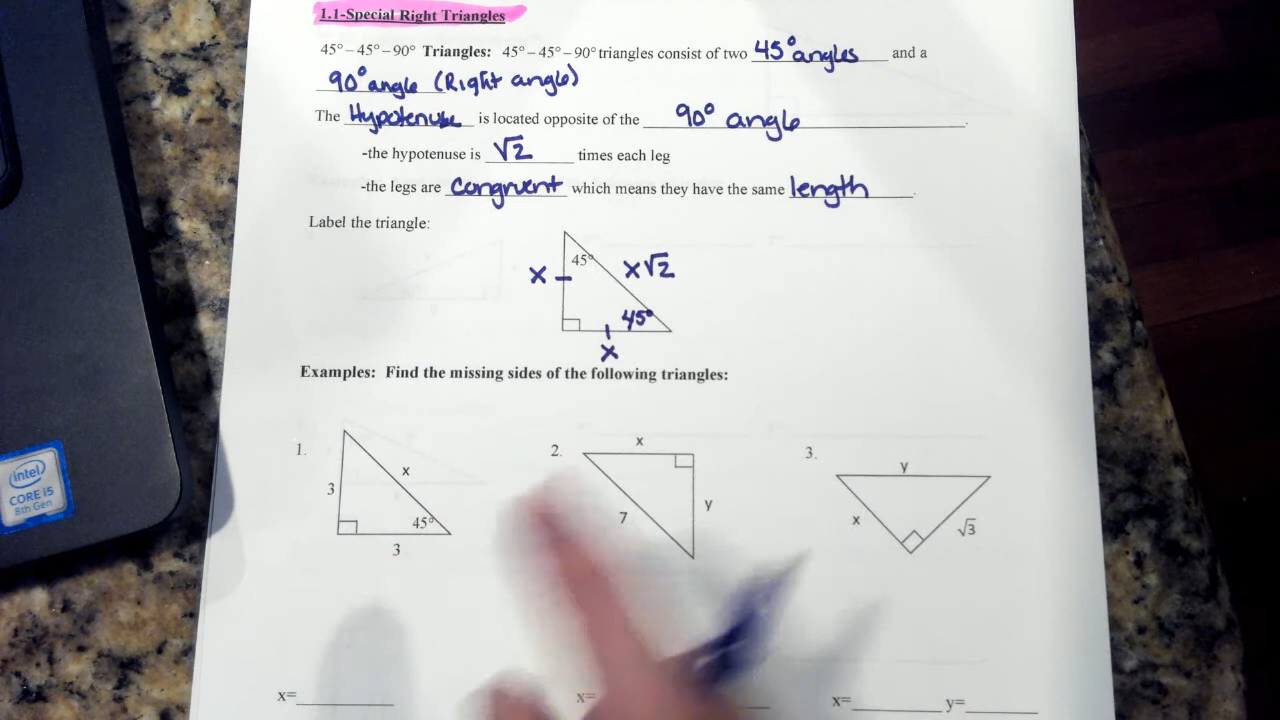 1.1-Special Right Triangles
45° – 45° – 90° Triangles: 45° – 45° – 90° triangles consist of two 45° angles and a
90° angle (Right angle)
The Hypotenuse is located opposite of the 90° angle.
-the hypotenuse is √2 times each leg
-the legs are congruent which means they have the same length.
Label the triangle:
45°
x
x√2
45°
x
Examples: Find the missing sides of the following triangles:
1.
3
x
45°
3
2.
x
7
y
3.
y
x
√3
x=
x=
x= y=
intel
CORE i5
8th Gen